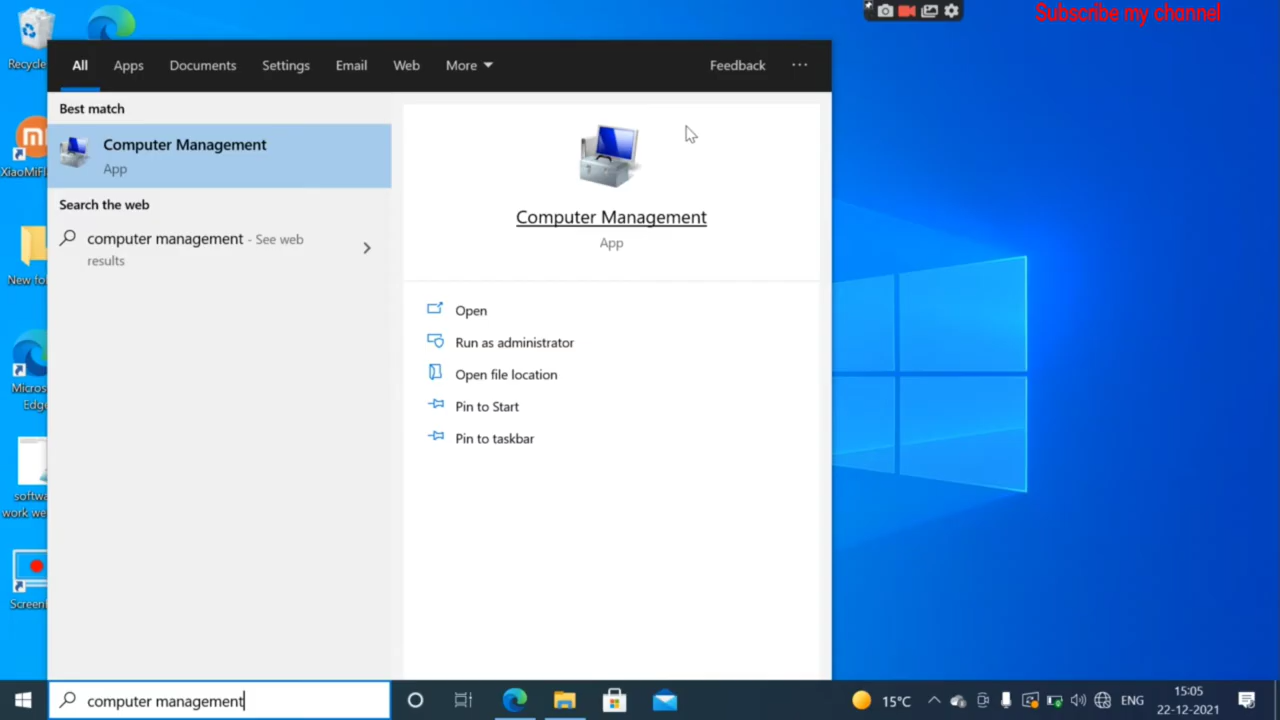 Subscribe my channel
Recycle
XiaoMiFl
New fo
Micros
Edge
softw
work we
Screen
All Apps Documents Settings Email Web More Feedback ...
Best match
Computer Management
App
Search the web
computer management - See web
results
Computer Management
App
Open
Run as administrator
Open file location
Pin to Start
Pin to taskbar
computer management
15°C
ENG
15:05
22-12-2021